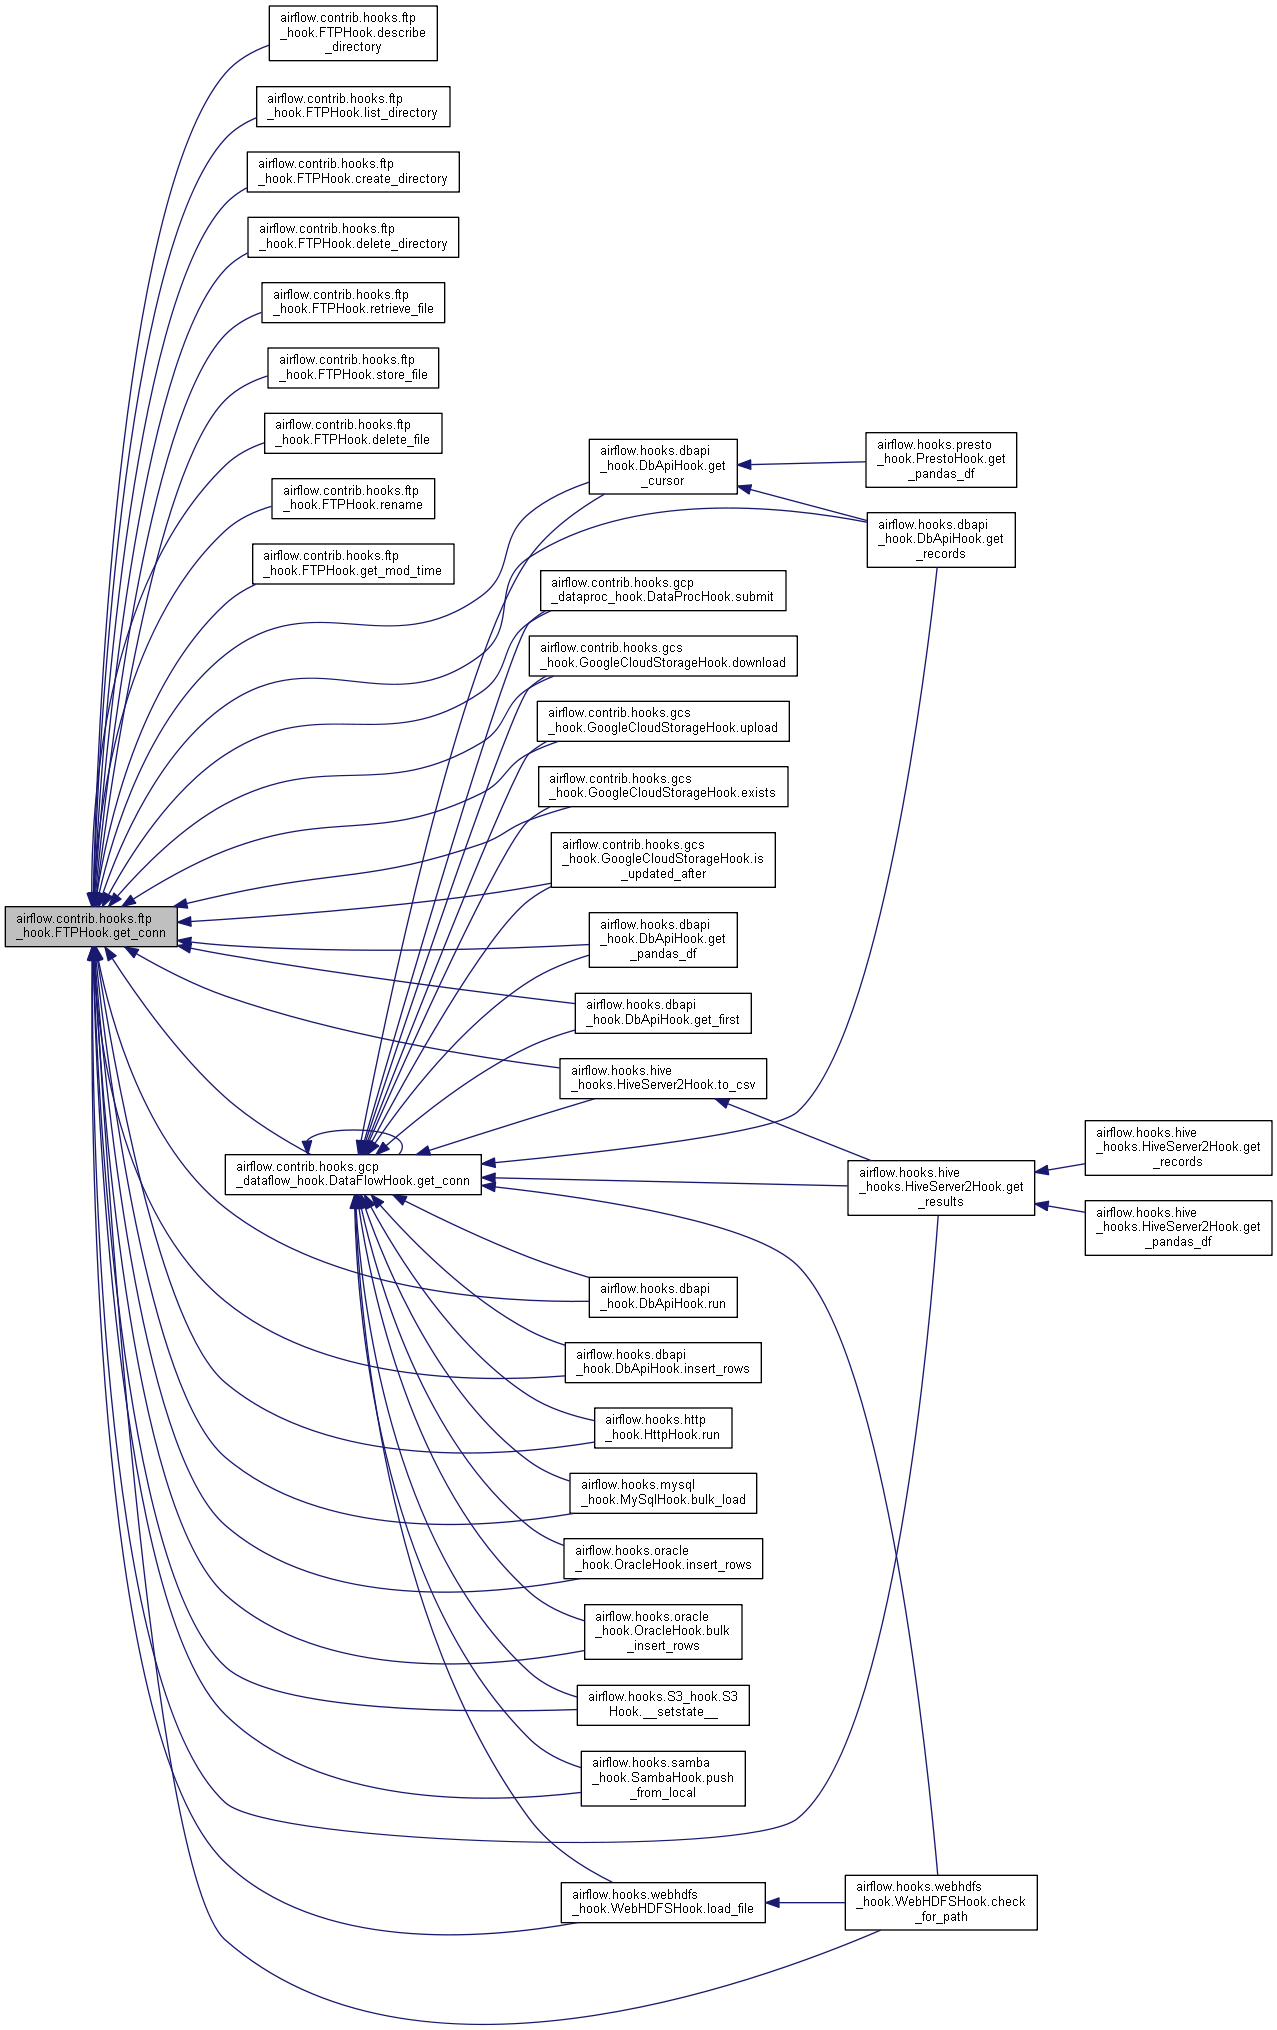 airflow.contrib.hooks.ftp
_hook.FTPHook.describe
_directory
airflow.contrib.hooks.ftp
_hook.FTPHook.list_directory
airflow.contrib.hooks.ftp
_hook.FTPHook.create_directory
airflow.contrib.hooks.ftp
_hook.FTPHook.delete_directory
airflow.contrib.hooks.ftp
_hook.FTPHook.retrieve_file
airflow.contrib.hooks.ftp
_hook.FTPHook.store_file
airflow.contrib.hooks.ftp
_hook.FTPHook.delete_file
airflow.contrib.hooks.ftp
_hook.FTPHook.rename
airflow.contrib.hooks.ftp
_hook.FTPHook.get_mod_time
airflow.hooks.dbapi
_hook.DbApiHook.get
_cursor
airflow.hooks.presto
_hook.PrestoHook.get
_pandas_df
airflow.hooks.dbapi
_hook.DbApiHook.get
_records
airflow.contrib.hooks.gcp
_dataproc_hook.DataProcHook.submit
airflow.contrib.hooks.gcs
_hook.GoogleCloudStorageHook.download
airflow.contrib.hooks.gcs
_hook.GoogleCloudStorageHook.upload
airflow.contrib.hooks.gcs
_hook.GoogleCloudStorageHook.exists
airflow.contrib.hooks.gcs
_hook.GoogleCloudStorageHook.is
_updated_after
airflow.contrib.hooks.ftp
_hook.FTPHook.get_conn
airflow.hooks.dbapi
_hook.DbApiHook.get
_pandas_df
airflow.hooks.dbapi
_hook.DbApiHook.get_first
airflow.hooks.hive
_hooks.HiveServer2Hook.to_csv
airflow.contrib.hooks.gcp
_dataflow_hook.DataFlowHook.get_conn
airflow.hooks.hive
_hooks.HiveServer2Hook.get
_results
airflow.hooks.hive
_hooks.HiveServer2Hook.get
_records
airflow.hooks.hive
_hooks.HiveServer2Hook.get
_pandas_df
airflow.hooks.dbapi
_hook.DbApiHook.run
airflow.hooks.dbapi
_hook.DbApiHook.insert_rows
airflow.hooks.http
_hook.HttpHook.run
airflow.hooks.mysql
_hook.MySqlHook.bulk_load
airflow.hooks.oracle
_hook.OracleHook.insert_rows
airflow.hooks.oracle
_hook.OracleHook.bulk
_insert_rows
airflow.hooks.S3_hook.S3
Hook.__setstate__
airflow.hooks.samba
_hook.SambaHook.push
_from_local
airflow.hooks.webhdfs
_hook.WebHDFSHook.load_file
airflow.hooks.webhdfs
_hook.WebHDFSHook.check
_for_path